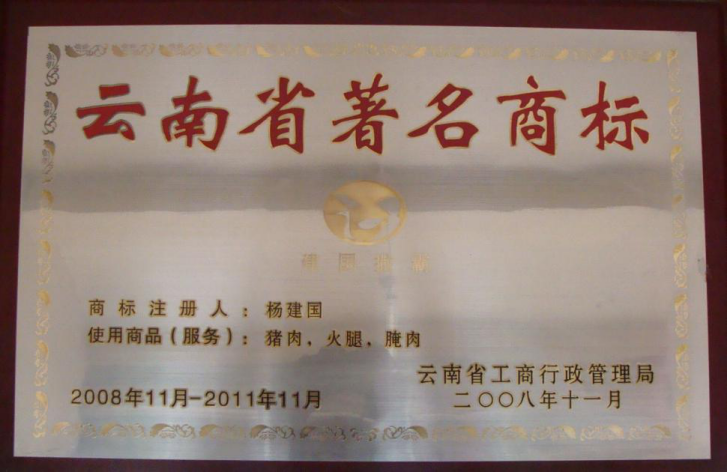 云南省著名商标
商标注册人：杨建国
使用商品（服务）：猪肉，火腿，腌肉
云南省工商行政管理局
2008年11月-2011年11月
二〇〇八年十一月